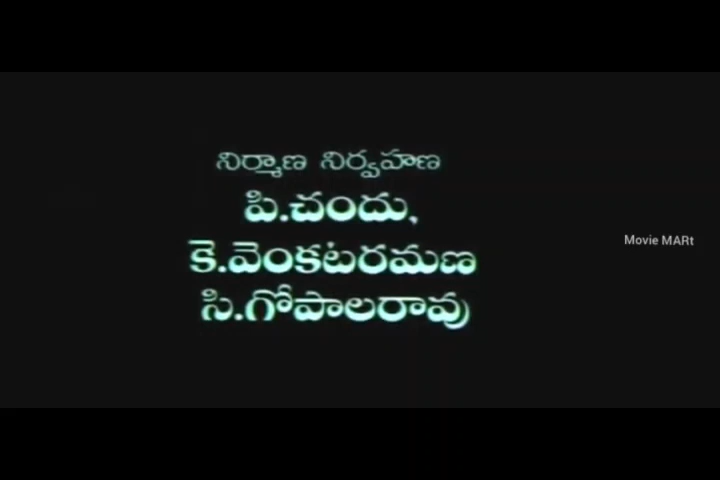 నిర్మాణ నిర్వహణ
పి.చందు,
కె.వెంకటరమణ
సి.గోపాలరావు
Movie MARt